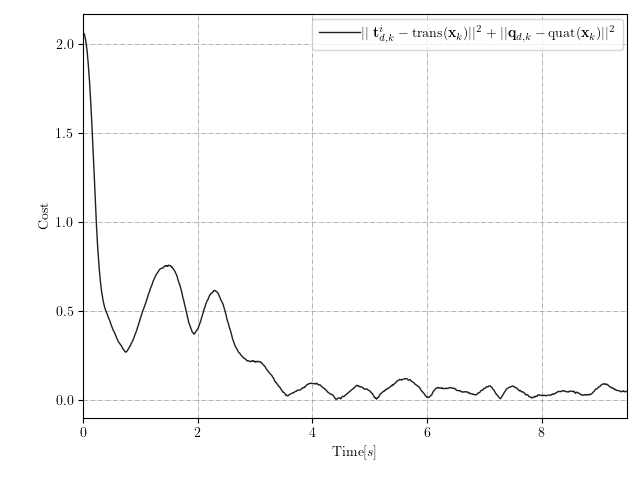 || t^i_{d,k} − trans(x_k)||^2 + ||q_{d,k} − quat(x_k)||^2
2.0
1.5
1.0
0.5
0.0
Cost
0 2 4 6 8
Time[s]